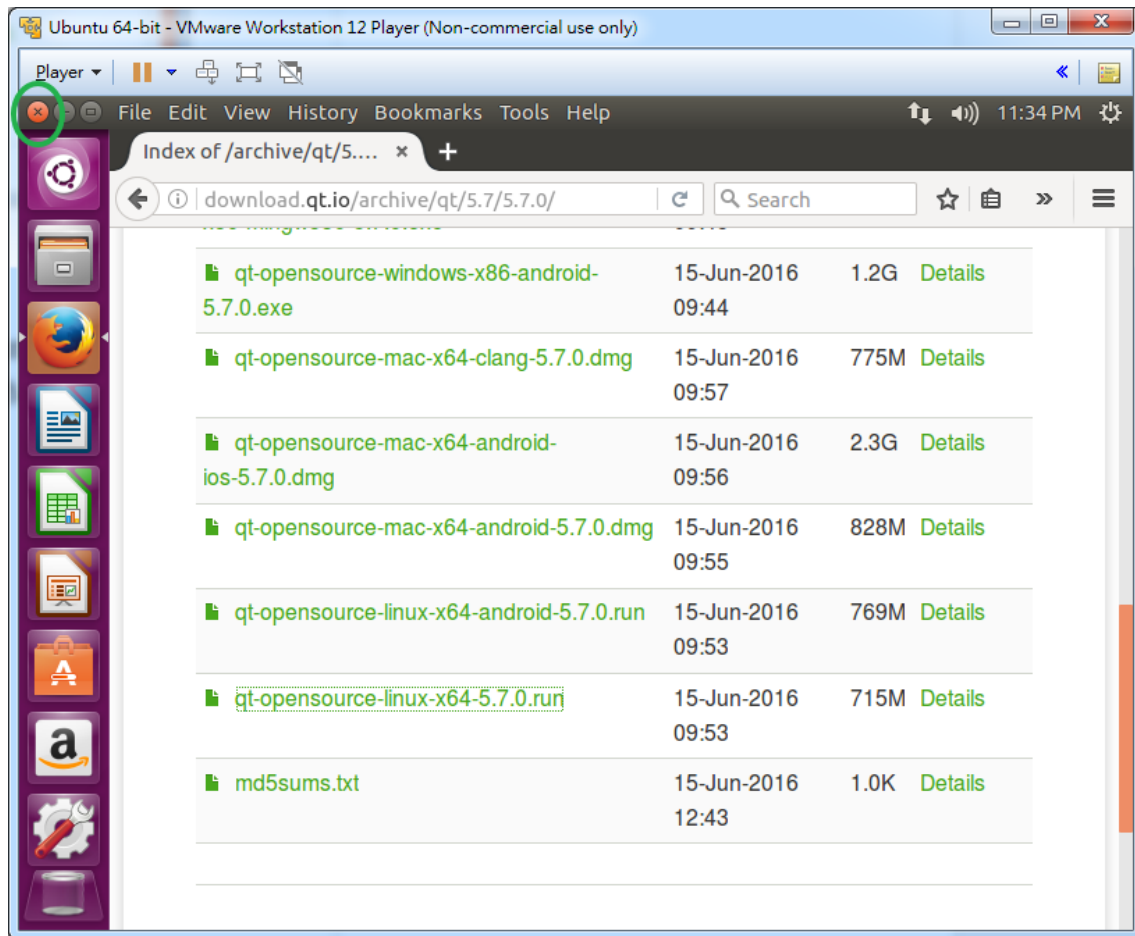 Ubuntu 64-bit - VMware Workstation 12 Player (Non-commercial use only)
Player
File Edit View History Bookmarks Tools Help 11:34 PM
Index of /archive/qt/5....
download.qt.io/archive/qt/5.7/5.7.0/ Search
qt-opensource-windows-x86-android- 15-Jun-2016 1.2G Details
5.7.0.exe 09:44
qt-opensource-mac-x64-clang-5.7.0.dmg 15-Jun-2016 775M Details
09:57
qt-opensource-mac-x64-android- 15-Jun-2016 2.3G Details
ios-5.7.0.dmg 09:56
qt-opensource-mac-x64-android-5.7.0.dmg 15-Jun-2016 828M Details
09:55
qt-opensource-linux-x64-android-5.7.0.run 15-Jun-2016 769M Details
09:53
qt-opensource-linux-x64-5.7.0.run 15-Jun-2016 715M Details
09:53
md5sums.txt 15-Jun-2016 1.0K Details
12:43